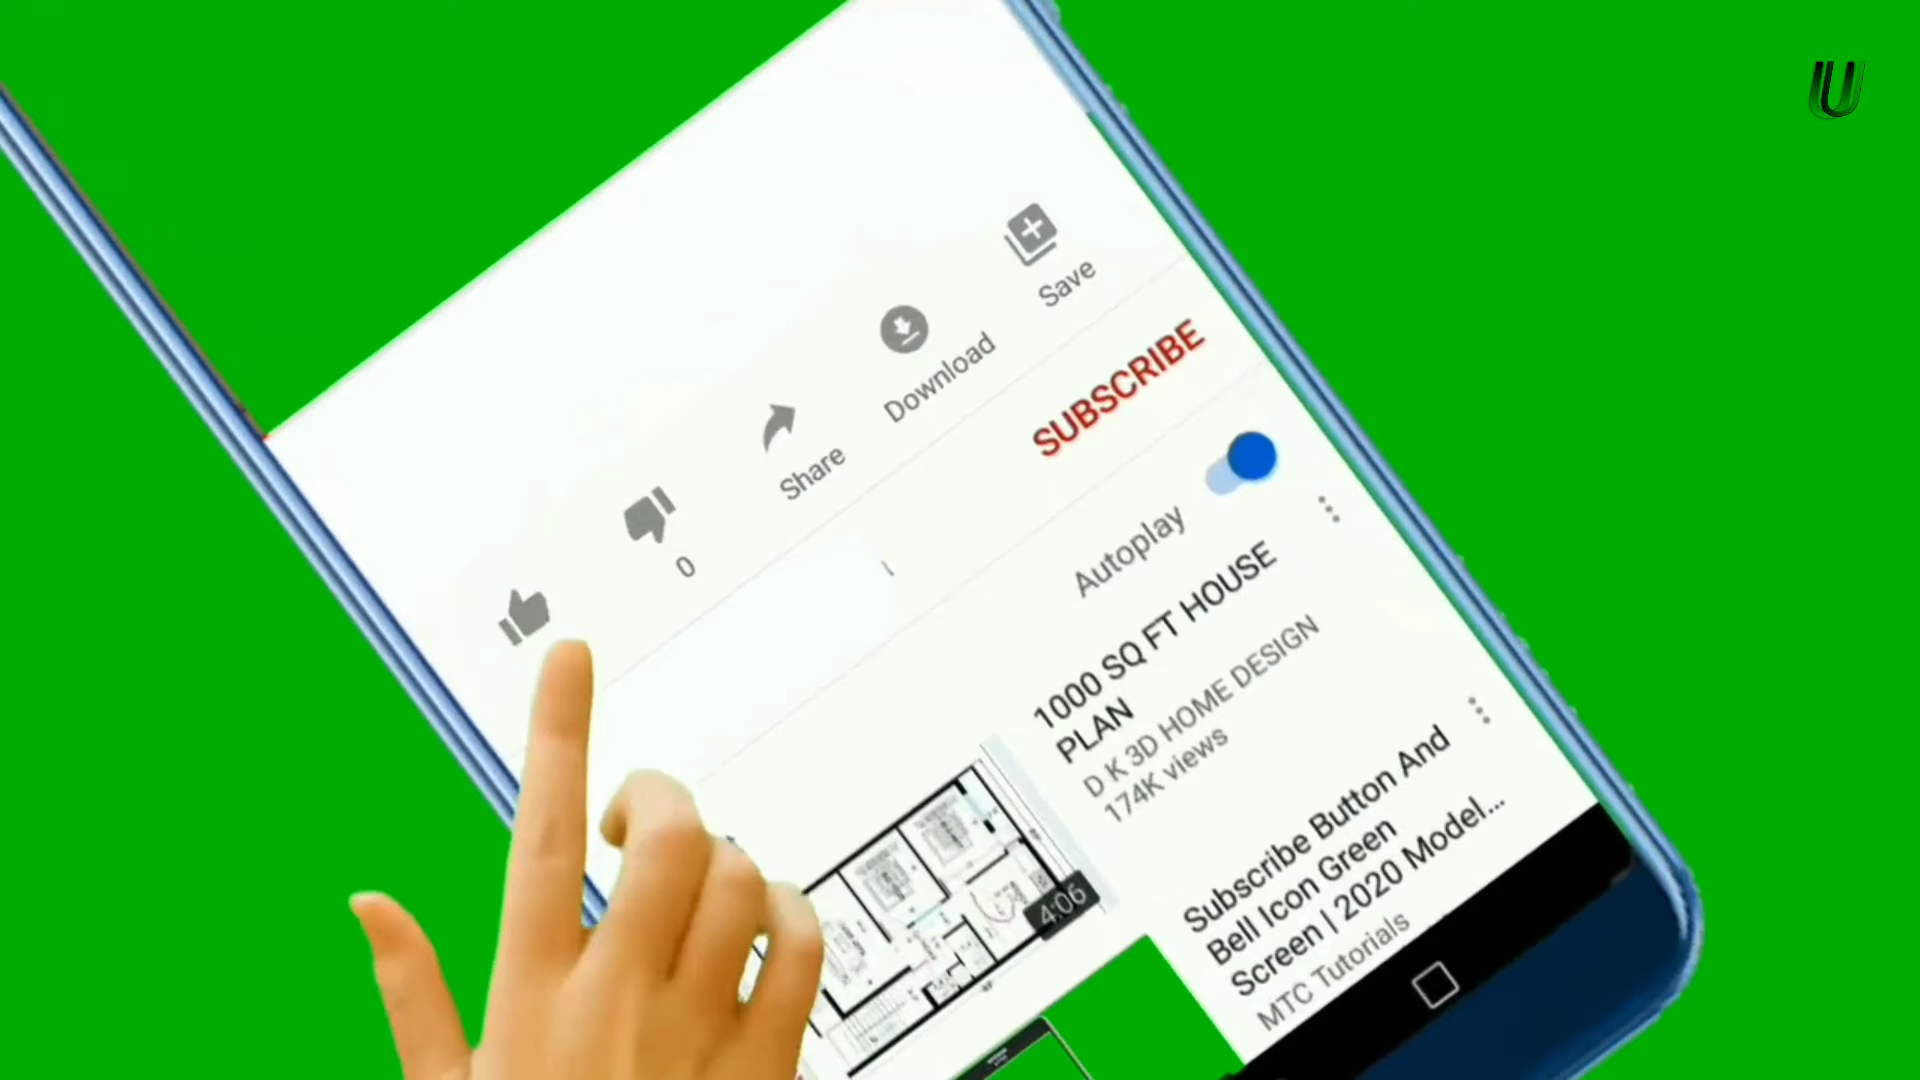 U
Save
Download
Share
0
SUBSCRIBE
Autoplay
1000 SQ FT HOUSE
PLAN
D K 3D HOME DESIGN
174K views
4:06
Subscribe Button And
Bell Icon Green
Screen | 2020 Model...
MTC Tutorials